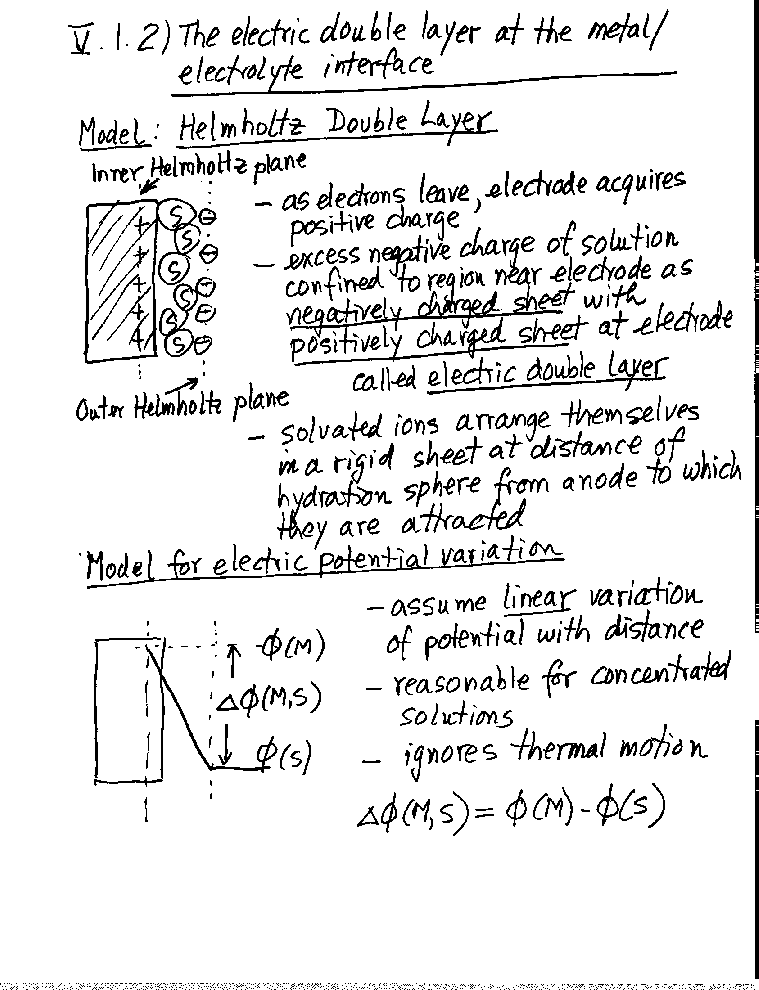 V.1.2) The electric double layer at the metal/
electrolyte interface
Model: Helmholtz Double Layer
Inner Helmholtz plane
– as electrons leave, electrode acquires
positive charge
– excess negative charge of solution
confined to region near electrode as
negatively charged sheet with
positively charged sheet at electrode
called electric double layer
+ S ⊖
S
+ ⊖
+ S
+ S ⊖
+ S ⊖
+ S ⊖
Outer Helmholtz plane
– solvated ions arrange themselves
in a rigid sheet at distance of
hydration sphere from anode to which
they are attracted
Model for electric potential variation
– assume linear variation
of potential with distance
– reasonable for concentrated
solutions
– ignores thermal motion
ϕ(M)
Δϕ(M,S)
ϕ(S)
Δϕ(M,S) = ϕ(M) - ϕ(S)